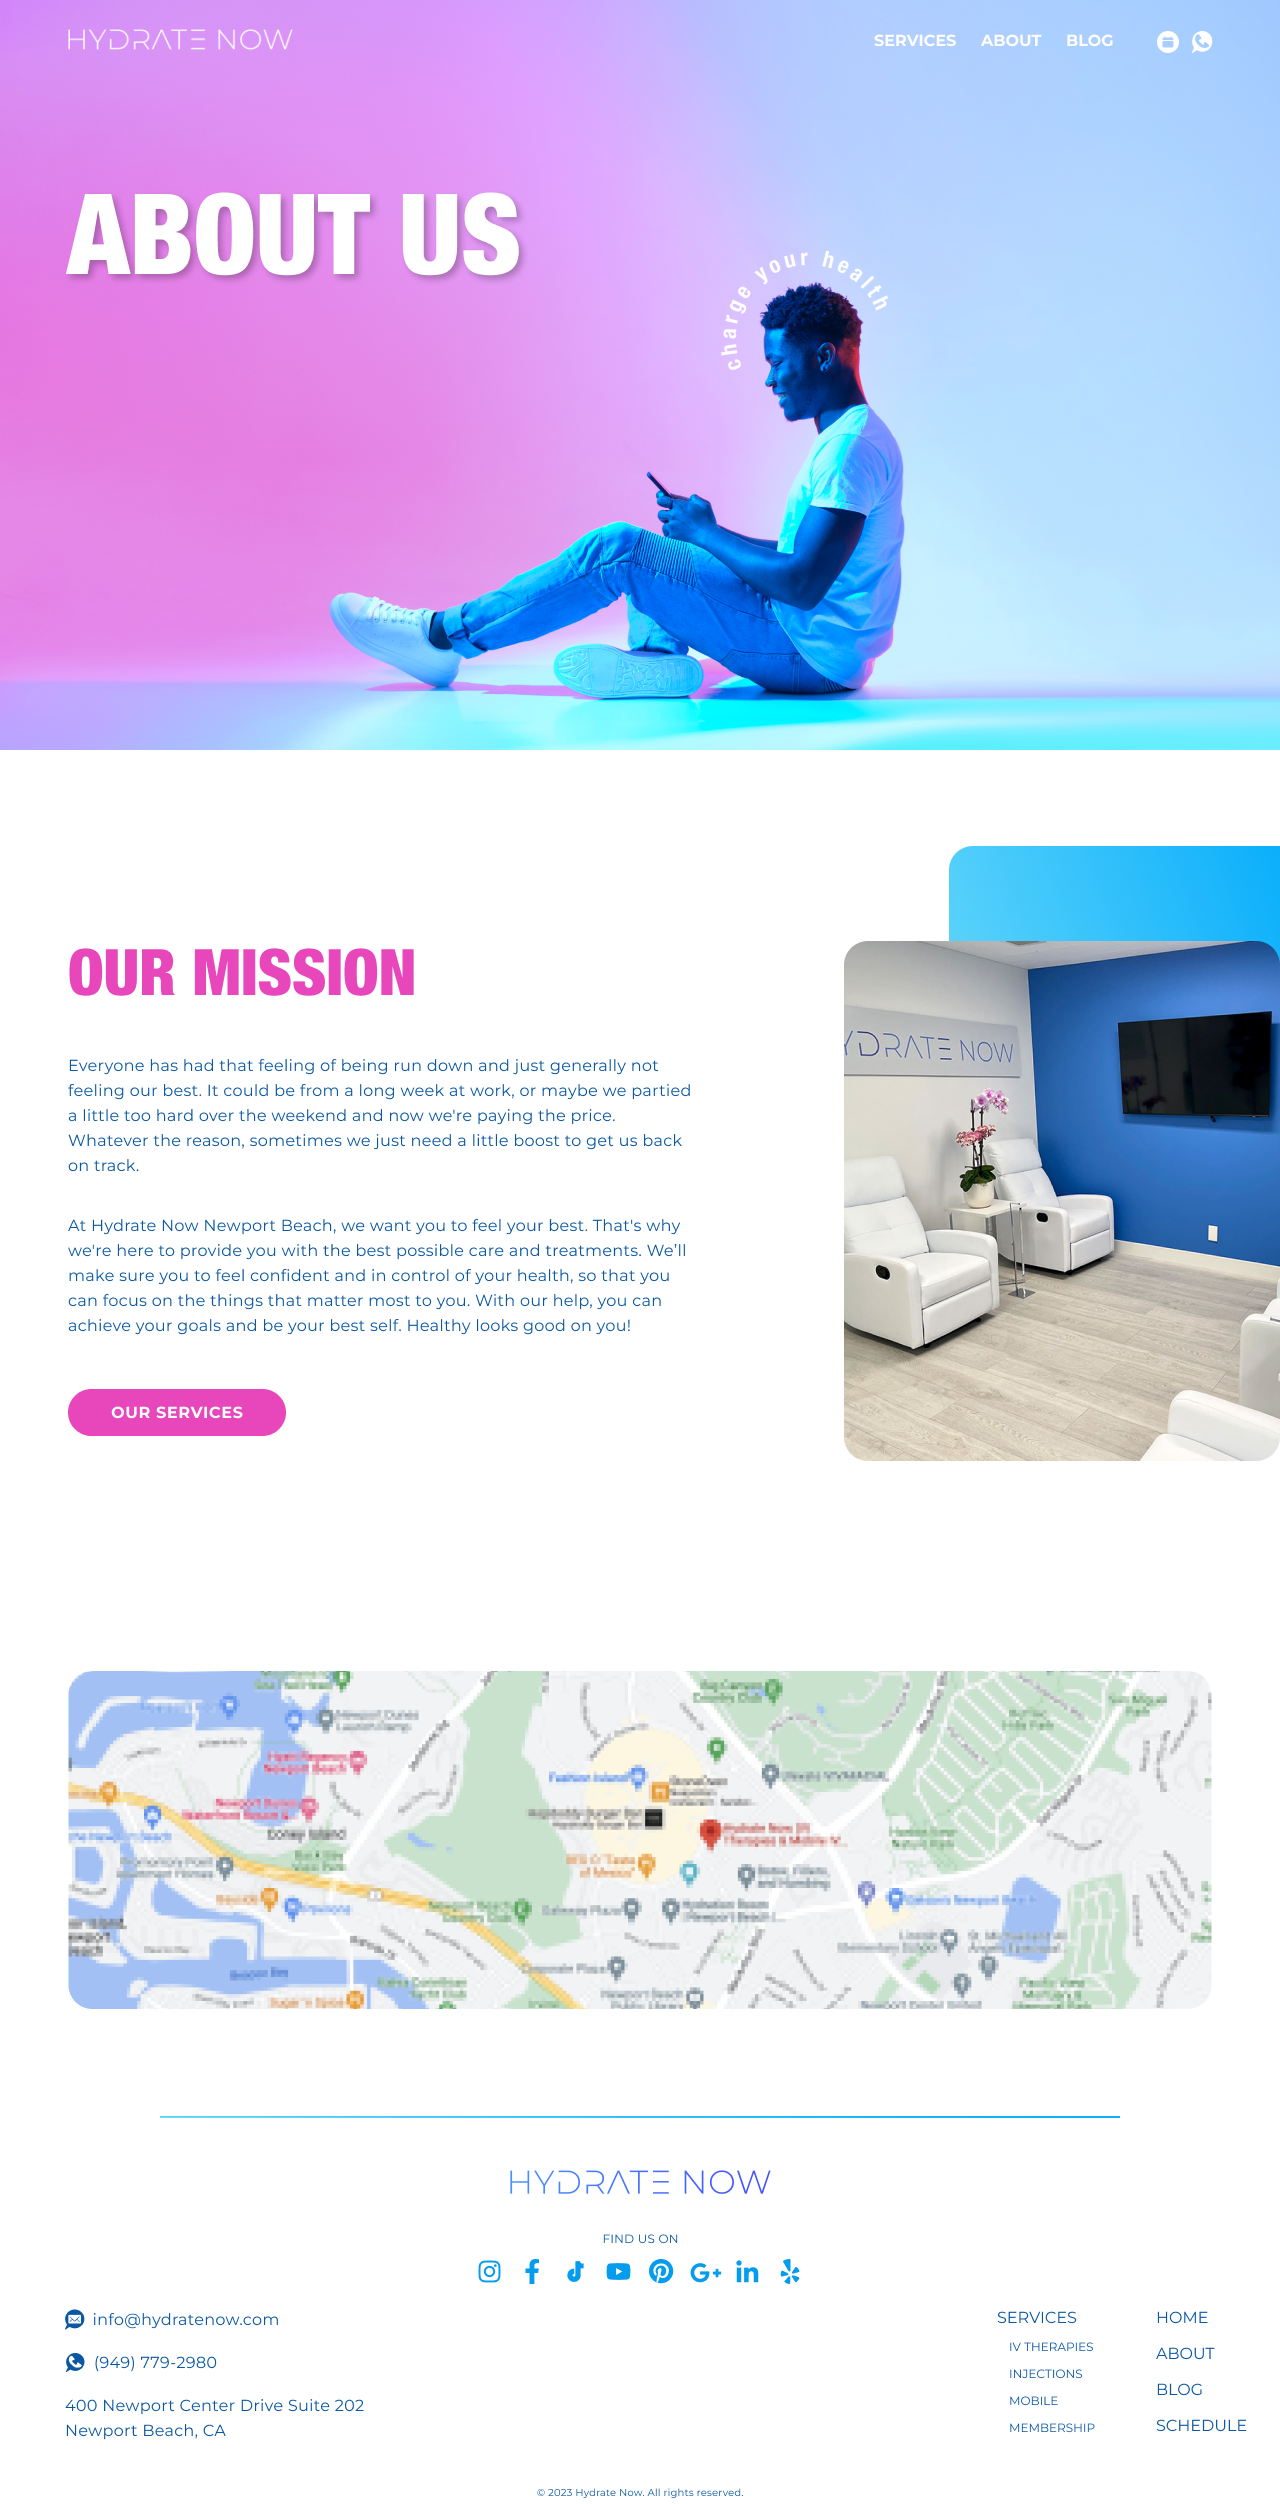 HYDRATE NOW
SERVICES ABOUT BLOG
ABOUT US
charge your health
OUR MISSION
Everyone has had that feeling of being run down and just generally not
feeling our best. It could be from a long week at work, or maybe we partied
a little too hard over the weekend and now we're paying the price.
Whatever the reason, sometimes we just need a little boost to get us back
on track.
At Hydrate Now Newport Beach, we want you to feel your best. That's why
we're here to provide you with the best possible care and treatments. We’ll
make sure you to feel confident and in control of your health, so that you
can focus on the things that matter most to you. With our help, you can
achieve your goals and be your best self. Healthy looks good on you!
OUR SERVICES
YDRATE NOW
Fashion Island
Hyatt Regency
Newport Beach
Coney Island
HYDRATE NOW
FIND US ON
info@hydratenow.com
(949) 779-2980
400 Newport Center Drive Suite 202
Newport Beach, CA
SERVICES
IV THERAPIES
INJECTIONS
MOBILE
MEMBERSHIP
HOME
ABOUT
BLOG
SCHEDULE
© 2023 Hydrate Now. All rights reserved.